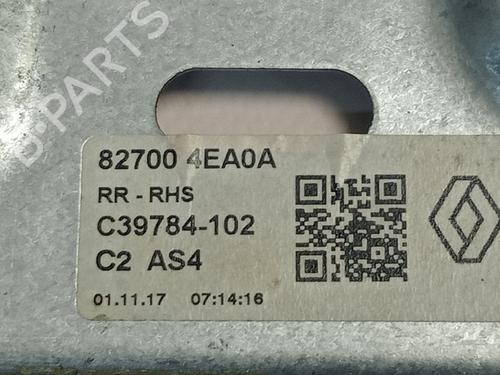 B-PARTS
82700 4EA0A
RR - RHS
C39784-102
C2 AS4
01.11.17 07:14:16